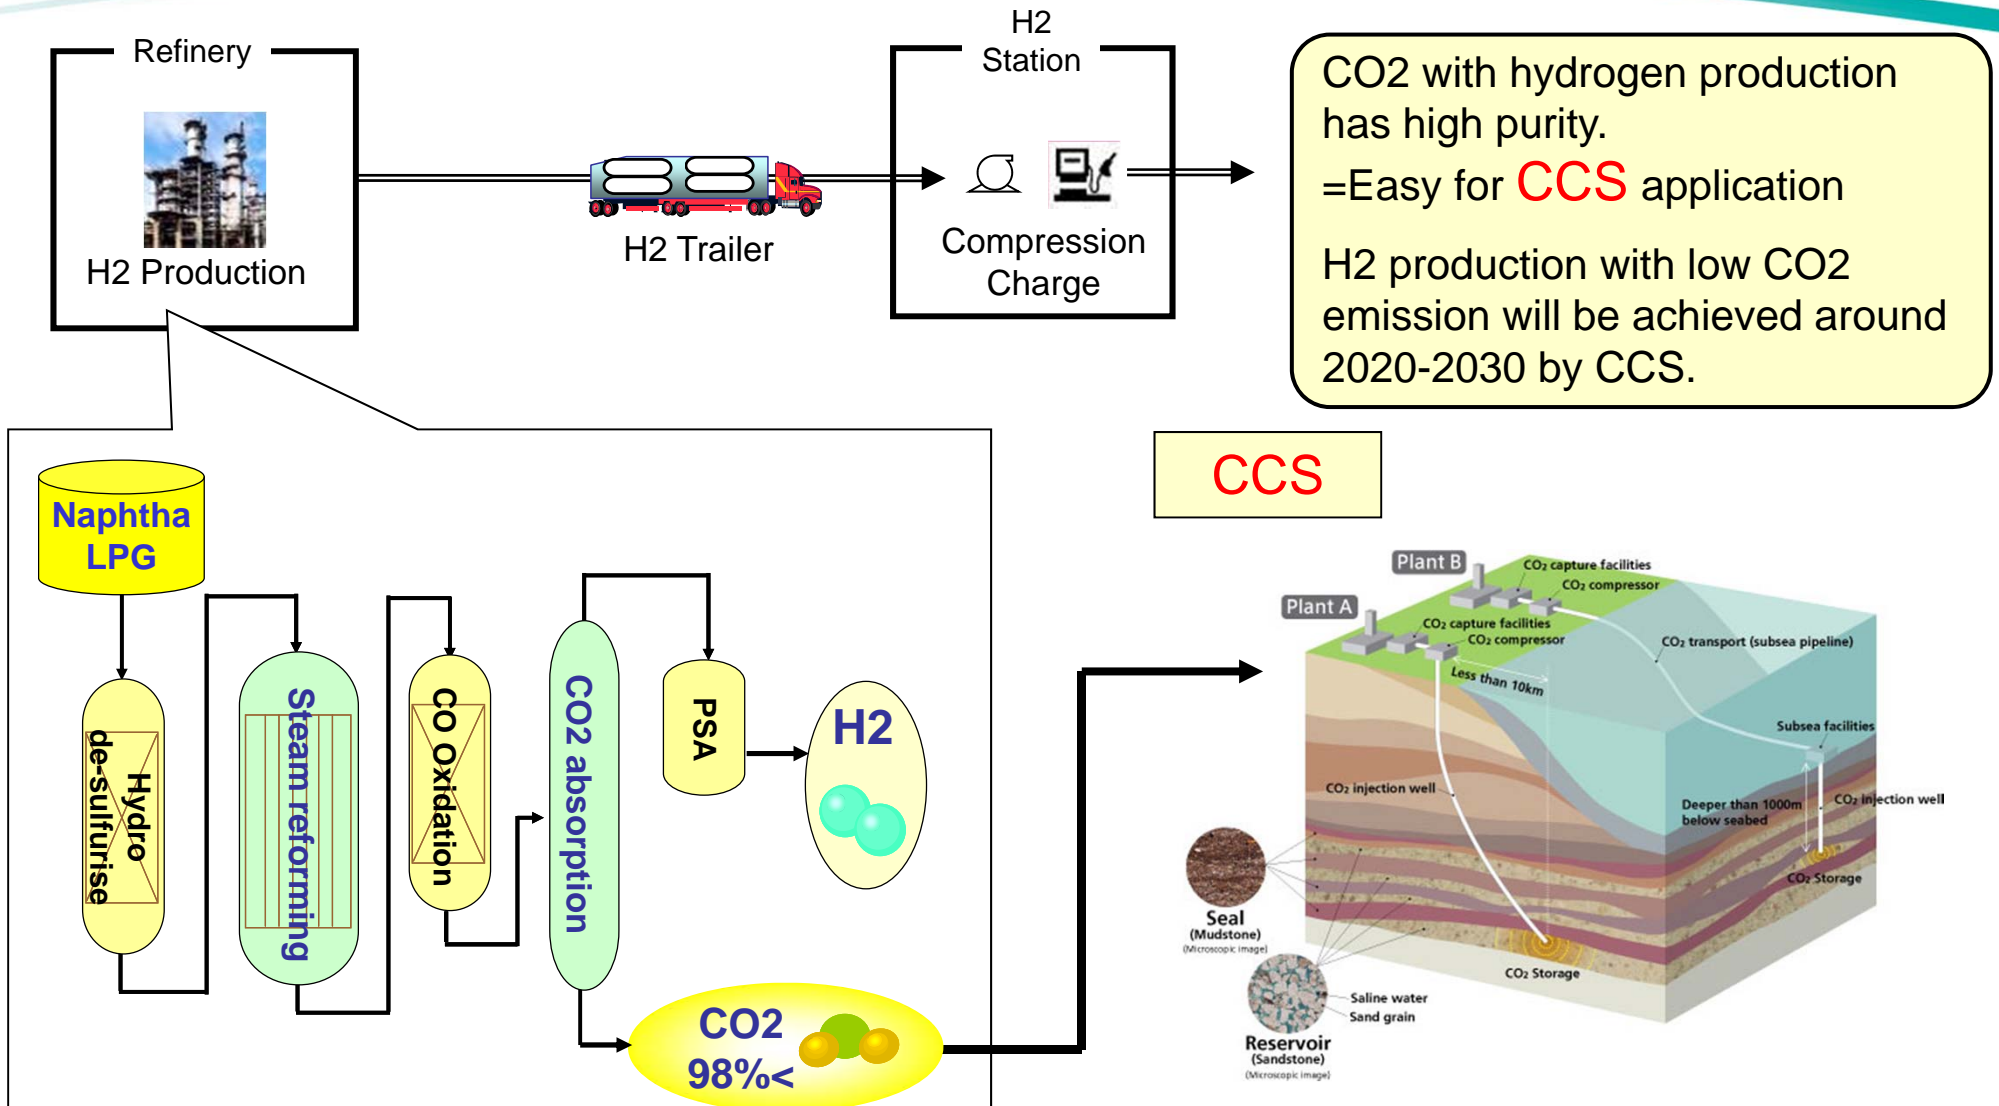 Refinery
H2 Production
H2 Trailer
H2
Station
Compression
Charge
CO2 with hydrogen production
has high purity.
=Easy for CCS application
H2 production with low CO2
emission will be achieved around
2020-2030 by CCS.
Naphtha
LPG
Hydro
de-sulfurise
Steam reforming
CO Oxidation
CO2 absorption
PSA
H2
CO2
98%<
CCS
Plant B
CO₂ capture facilities
CO₂ compressor
Plant A
CO₂ capture facilities
CO₂ compressor
CO₂ transport (subsea pipeline)
Less than 10km
Subsea facilities
CO₂ injection well
Deeper than 1000m
below seabed
CO₂ Injection well
CO₂ Storage
Seal
(Mudstone)
(Microscopic image)
CO₂ Storage
Saline water
Sand grain
Reservoir
(Sandstone)
(Microscopic image)